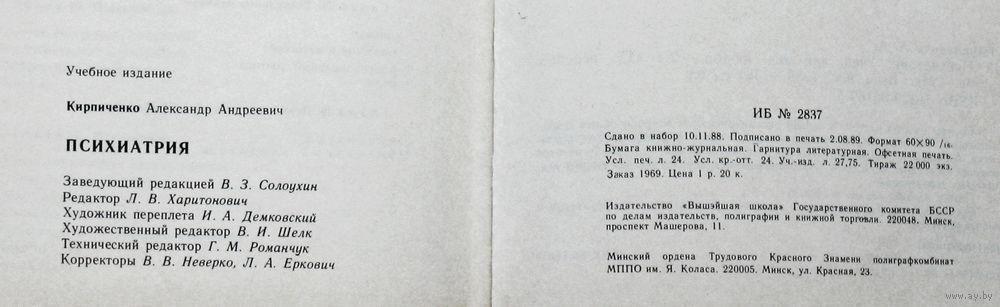 Учебное издание
Кирпиченко Александр Андреевич
ПСИХИАТРИЯ
Заведующий редакцией В. З. Солоухин
Редактор Л. В. Харитонович
Художник переплета И. А. Демковский
Художественный редактор В. И. Шелк
Технический редактор Г. М. Романчук
Корректоры В. В. Неверко, Л. А. Еркович
ИБ № 2837
Сдано в набор 10.11.88. Подписано в печать 2.08.89. Формат 60×90 /16.
Бумага книжно-журнальная. Гарнитура литературная. Офсетная печать.
Усл. печ. л. 24. Усл. кр.-отт. 24. Уч.-изд. л. 27,75. Тираж 22 000 экз.
Заказ 1969. Цена 1 р. 20 к.
Издательство «Вышэйшая школа» Государственного комитета БССР
по делам издательств, полиграфии и книжной торговли. 220048. Минск,
проспект Машерова, 11.
Минский ордена Трудового Красного Знамени полиграфкомбинат
МППО им. Я. Коласа. 220005. Минск, ул. Красная, 23.
www.ay.by